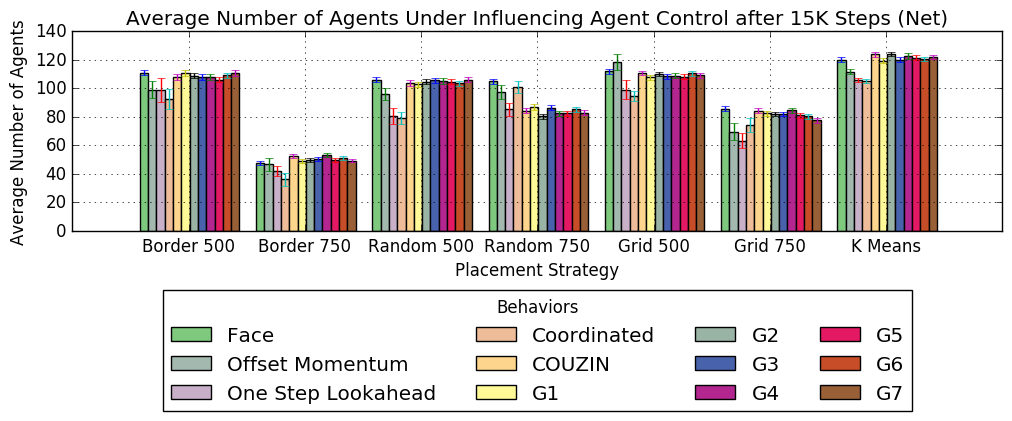 Average Number of Agents Under Influencing Agent Control after 15K Steps (Net)
Average Number of Agents
140
120
100
80
60
40
20
0
Border 500 Border 750 Random 500 Random 750 Grid 500 Grid 750 K Means
Placement Strategy
Behaviors
Face Coordinated G2 G5
Offset Momentum COUZIN G3 G6
One Step Lookahead G1 G4 G7